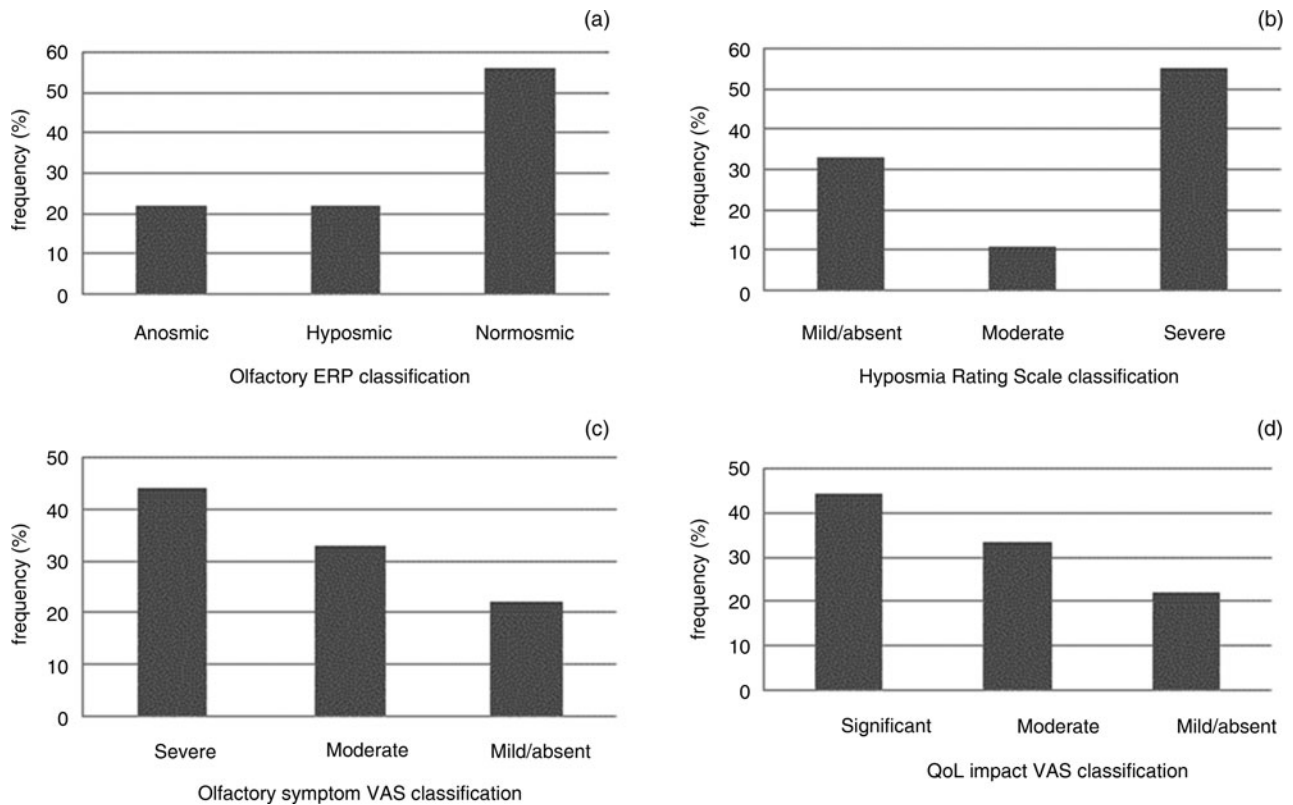 (a)
frequency (%)
60
50
40
30
20
10
0
Anosmic Hyposmic Normosmic
Olfactory ERP classification
(b)
frequency (%)
60
50
40
30
20
10
0
Mild/absent Moderate Severe
Hyposmia Rating Scale classification
(c)
frequency (%)
50
40
30
20
10
0
Severe Moderate Mild/absent
Olfactory symptom VAS classification
(d)
frequency (%)
50
40
30
20
10
0
Significant Moderate Mild/absent
QoL impact VAS classification